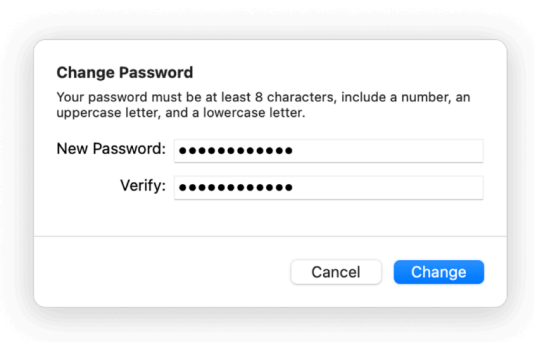 Change Password
Your password must be at least 8 characters, include a number, an
uppercase letter, and a lowercase letter.
New Password: ●●●●●●●●●●●●
Verify: ●●●●●●●●●●●●
Cancel Change